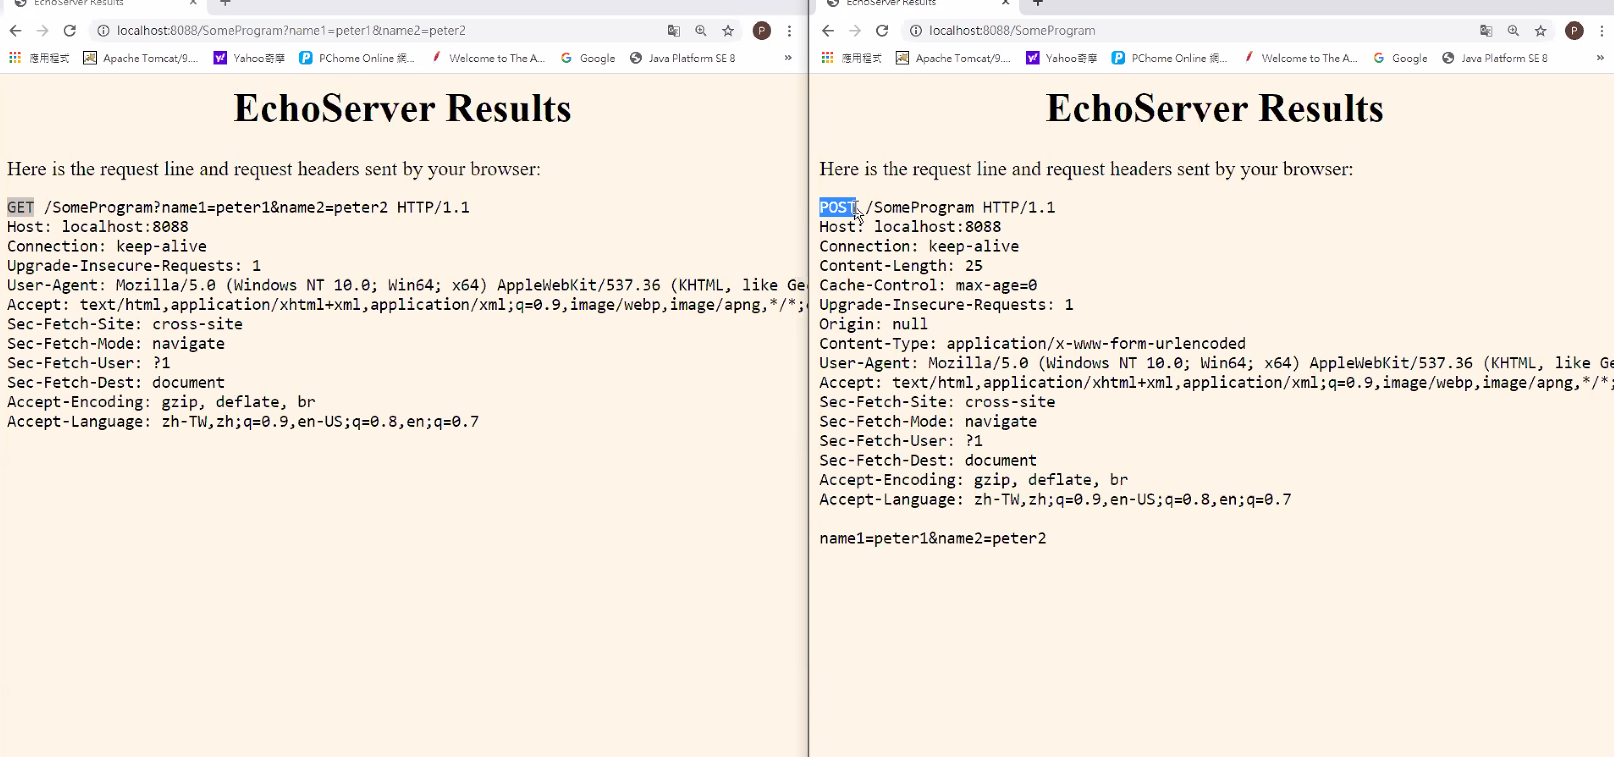 EchoServer Results
localhost:8088/SomeProgram?name1=peter1&name2=peter2
P
應用程式 Apache Tomcat/9.... Yahoo奇摩 PChome Online 網... Welcome to The A... Google Java Platform SE 8 »
EchoServer Results
Here is the request line and request headers sent by your browser:
GET /SomeProgram?name1=peter1&name2=peter2 HTTP/1.1
Host: localhost:8088
Connection: keep-alive
Upgrade-Insecure-Requests: 1
User-Agent: Mozilla/5.0 (Windows NT 10.0; Win64; x64) AppleWebKit/537.36 (KHTML, like Ge
Accept: text/html,application/xhtml+xml,application/xml;q=0.9,image/webp,image/apng,*/*;
Sec-Fetch-Site: cross-site
Sec-Fetch-Mode: navigate
Sec-Fetch-User: ?1
Sec-Fetch-Dest: document
Accept-Encoding: gzip, deflate, br
Accept-Language: zh-TW,zh;q=0.9,en-US;q=0.8,en;q=0.7
EchoServer Results
localhost:8088/SomeProgram
P
應用程式 Apache Tomcat/9.... Yahoo奇摩 PChome Online 網... Welcome to The A... Google Java Platform SE 8 »
EchoServer Results
Here is the request line and request headers sent by your browser:
POST /SomeProgram HTTP/1.1
Host: localhost:8088
Connection: keep-alive
Content-Length: 25
Cache-Control: max-age=0
Upgrade-Insecure-Requests: 1
Origin: null
Content-Type: application/x-www-form-urlencoded
User-Agent: Mozilla/5.0 (Windows NT 10.0; Win64; x64) AppleWebKit/537.36 (KHTML, like Ge
Accept: text/html,application/xhtml+xml,application/xml;q=0.9,image/webp,image/apng,*/*;
Sec-Fetch-Site: cross-site
Sec-Fetch-Mode: navigate
Sec-Fetch-User: ?1
Sec-Fetch-Dest: document
Accept-Encoding: gzip, deflate, br
Accept-Language: zh-TW,zh;q=0.9,en-US;q=0.8,en;q=0.7
name1=peter1&name2=peter2